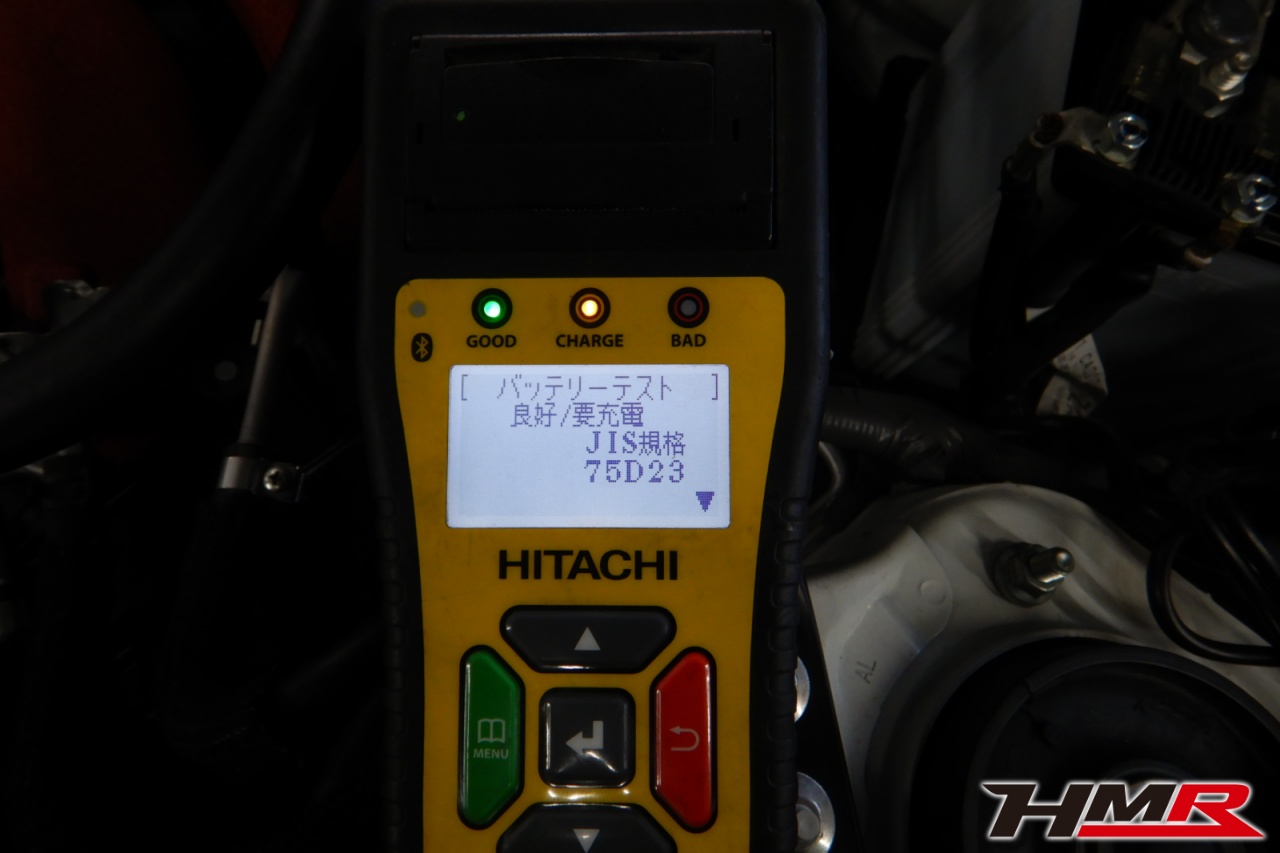 GOOD CHARGE BAD
[ バッテリーテスト ]
良好/要充電
JIS規格
75D23
HITACHI
MENU
AL
HMR